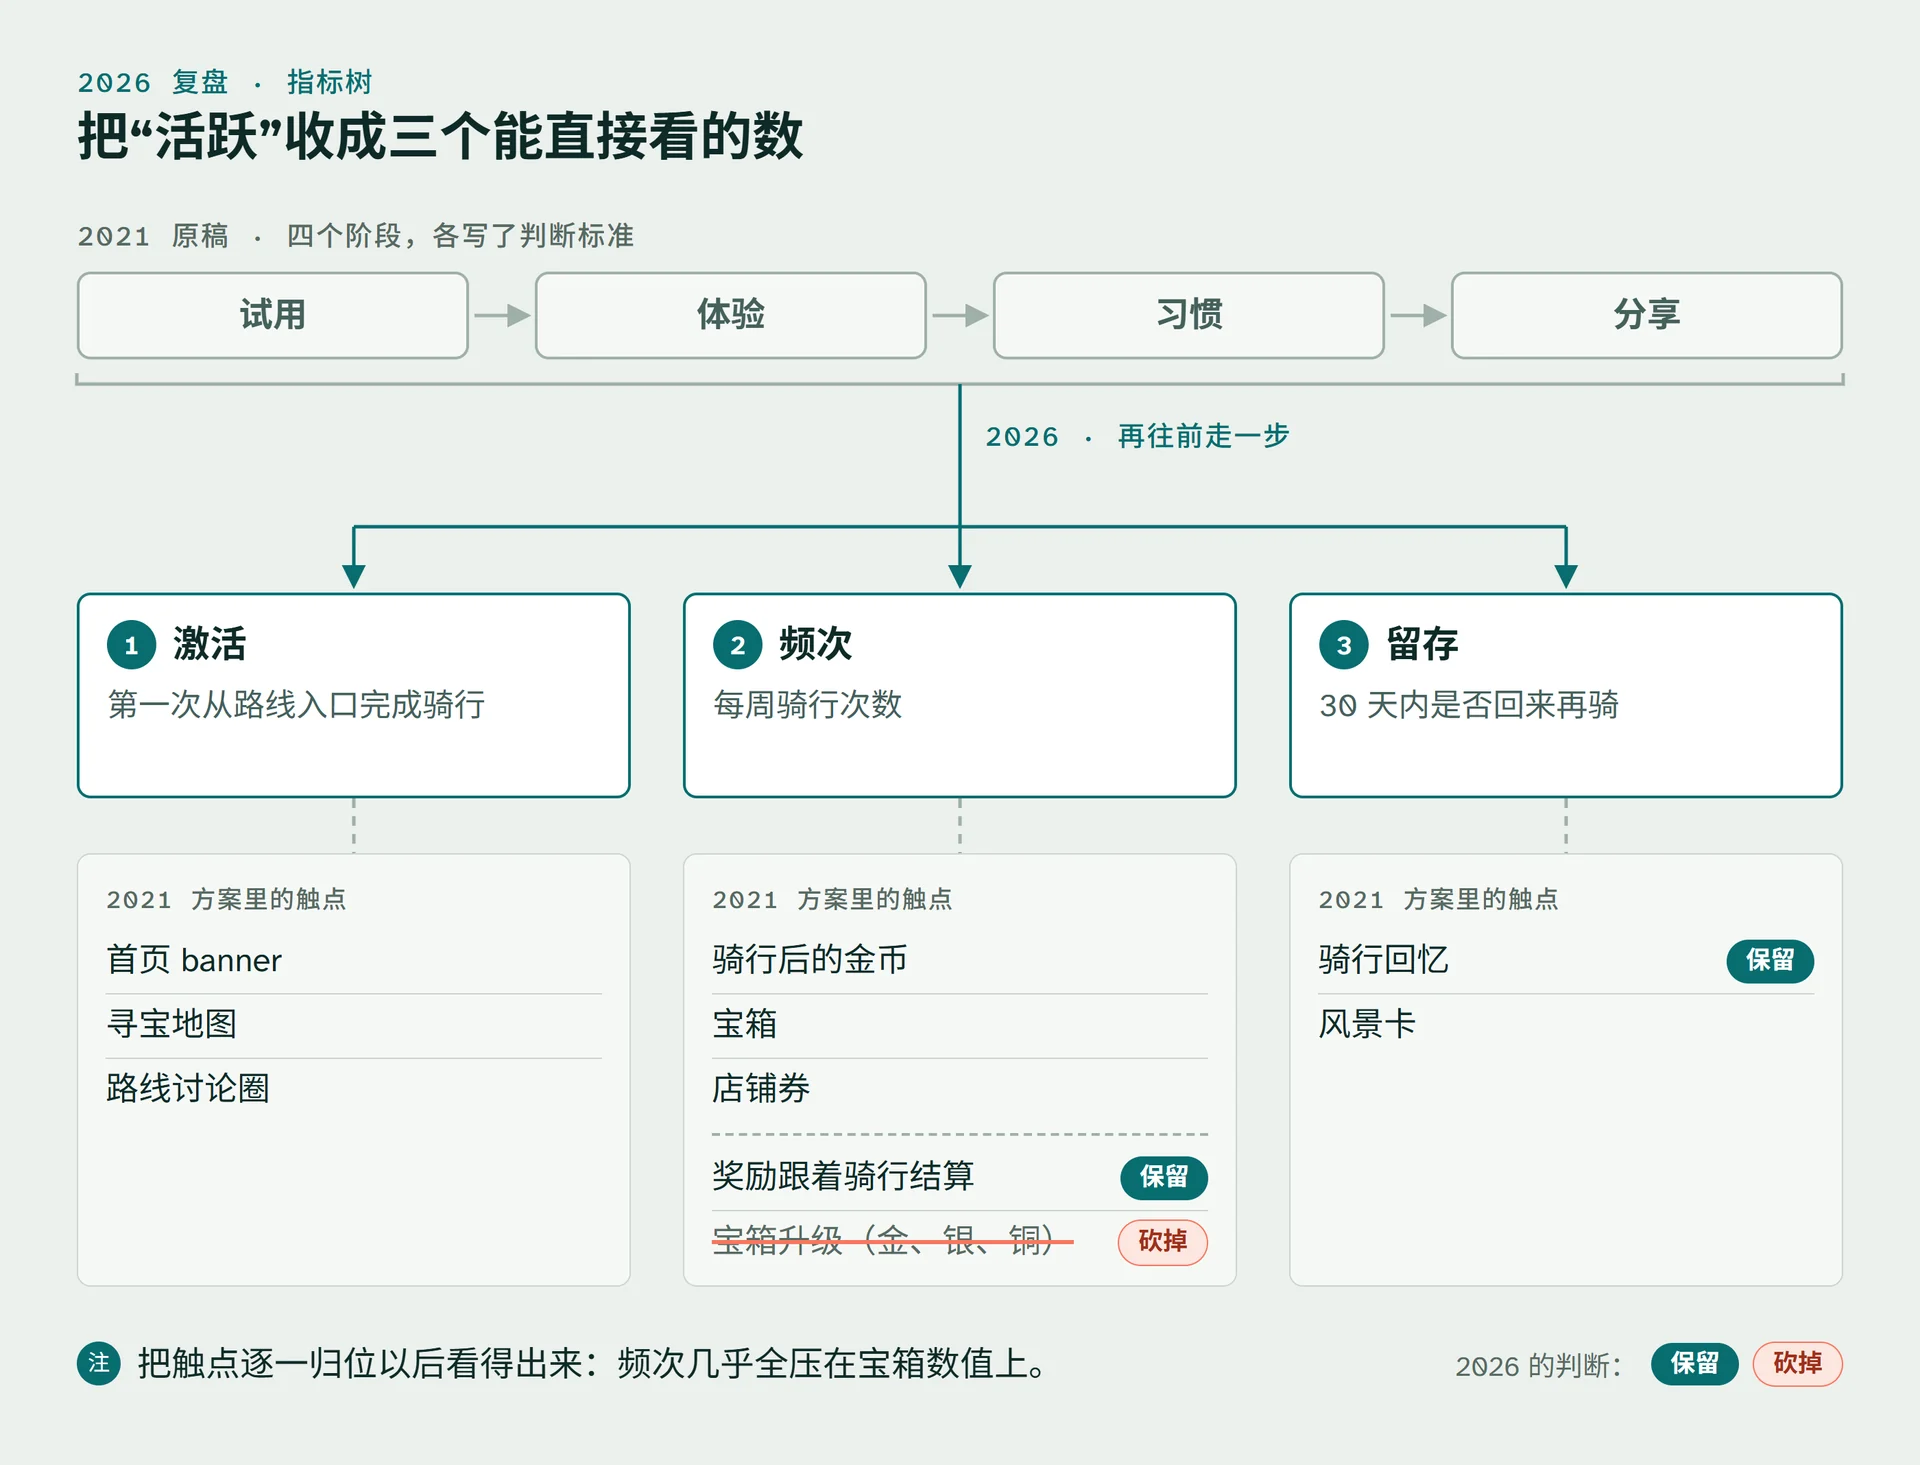 2026 复盘 · 指标树
把“活跃”收成三个能直接看的数
2021 原稿 · 四个阶段，各写了判断标准
试用
体验
习惯
分享
2026 · 再往前走一步
1 激活
第一次从路线入口完成骑行
2 频次
每周骑行次数
3 留存
30 天内是否回来再骑
2021 方案里的触点
首页 banner
寻宝地图
路线讨论圈
2021 方案里的触点
骑行后的金币
宝箱
店铺券
奖励跟着骑行结算 保留
宝箱升级（金、银、铜） 砍掉
2021 方案里的触点
骑行回忆 保留
风景卡
注 把触点逐一归位以后看得出来：频次几乎全压在宝箱数值上。
2026 的判断： 保留 砍掉